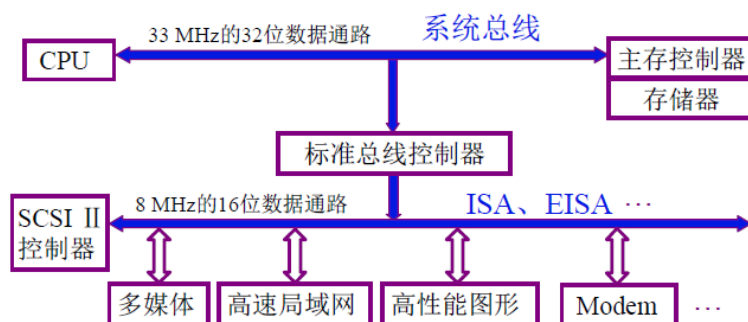 33 MHz的32位数据通路
系统总线
CPU
主存控制器
存储器
标准总线控制器
8 MHz的16位数据通路
ISA、EISA …
SCSI Ⅱ
控制器
多媒体
高速局域网
高性能图形
Modem
…